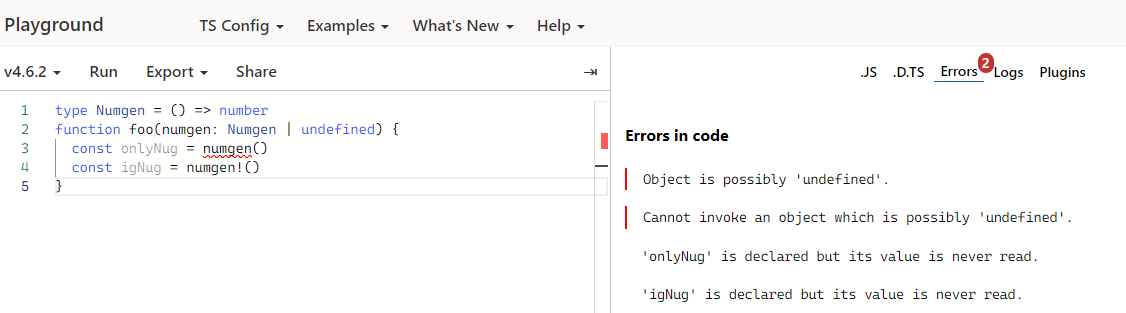 Playground TS Config Examples What's New Help
v4.6.2 Run Export Share
.JS .D.TS Errors 2 Logs Plugins
1 type Numgen = () => number
2 function foo(numgen: Numgen | undefined) {
3 const onlyNug = numgen()
4 const igNug = numgen!()
5 }
Errors in code
Object is possibly 'undefined'.
Cannot invoke an object which is possibly 'undefined'.
'onlyNug' is declared but its value is never read.
'igNug' is declared but its value is never read.